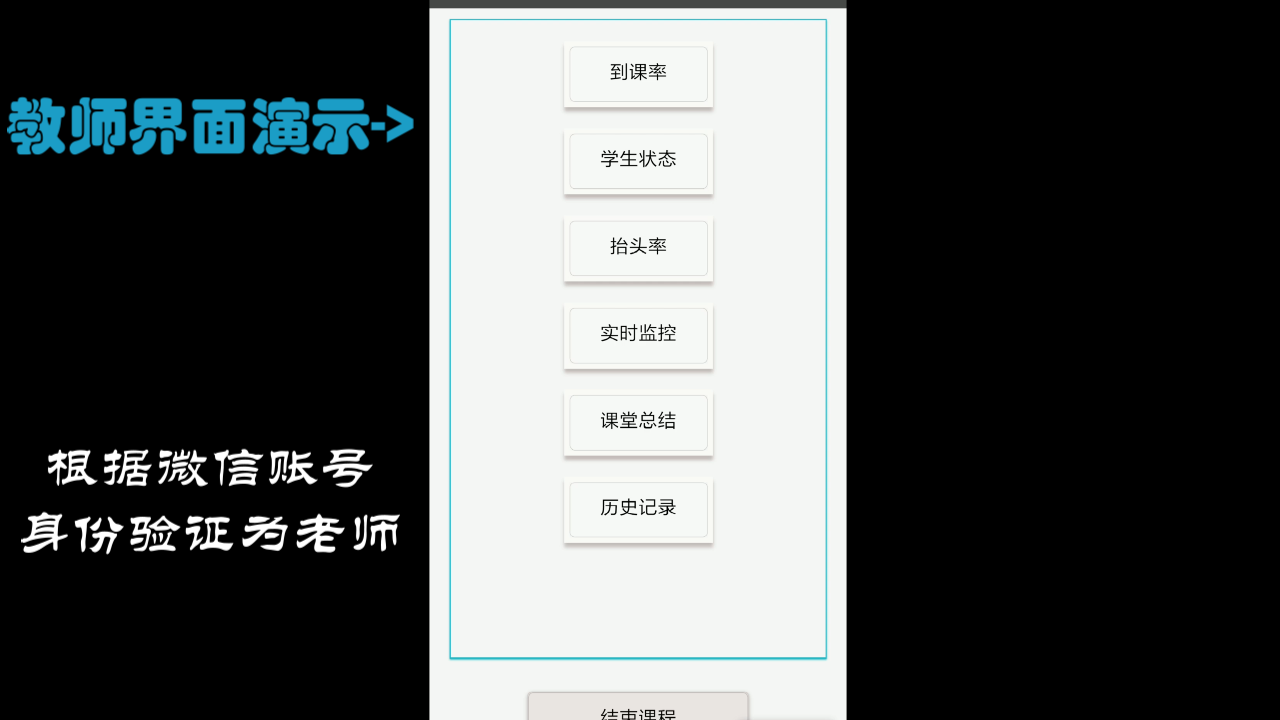 教师界面演示->
根据微信账号
身份验证为老师
到课率
学生状态
抬头率
实时监控
课堂总结
历史记录
结束课程